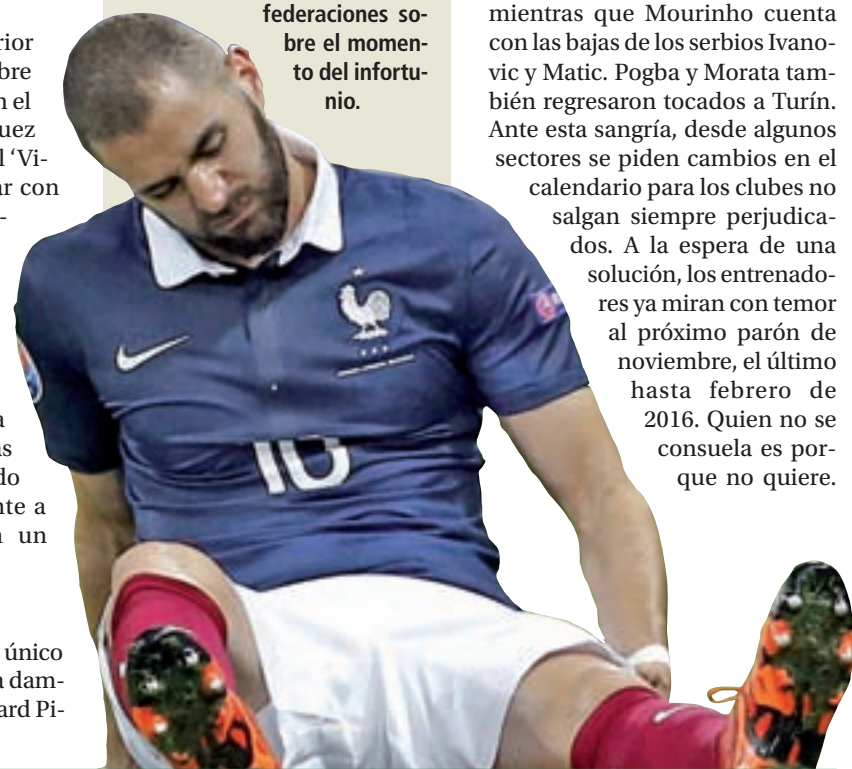 rior
bre
n el
uez
l ‘Vi-
ar con
-
a
as
do
nte a
n un
único
a dam-
ard Pi-
federaciones so-
bre el momen-
to del infortu-
nio.
mientras que Mourinho cuenta
con las bajas de los serbios Ivano-
vic y Matic. Pogba y Morata tam-
bién regresaron tocados a Turín.
Ante esta sangría, desde algunos
sectores se piden cambios en el
calendario para los clubes no
salgan siempre perjudica-
dos. A la espera de una
solución, los entrenado-
res ya miran con temor
al próximo parón de
noviembre, el último
hasta febrero de
2016. Quien no se
consuela es por-
que no quiere.
10